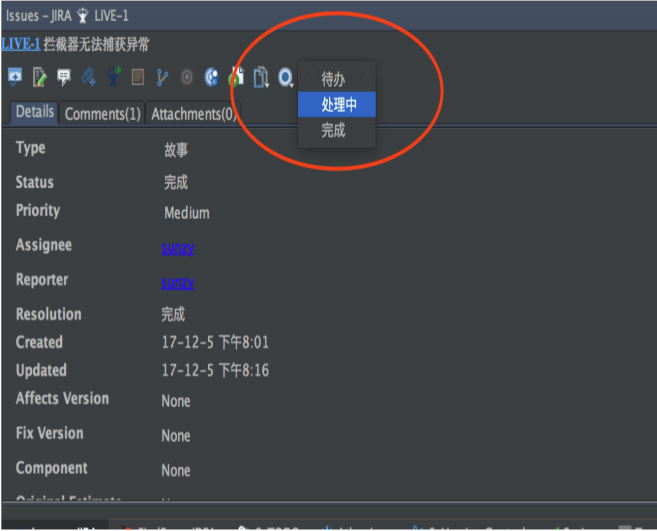 Issues - JIRA LIVE-1
LIVE-1 拦截器无法捕获异常
待办
处理中
完成
Details Comments(1) Attachments(0)
Type 故事
Status 完成
Priority Medium
Assignee sunzy
Reporter sunzy
Resolution 完成
Created 17-12-5 下午8:01
Updated 17-12-5 下午8:16
Affects Version None
Fix Version None
Component None
Original Estimate